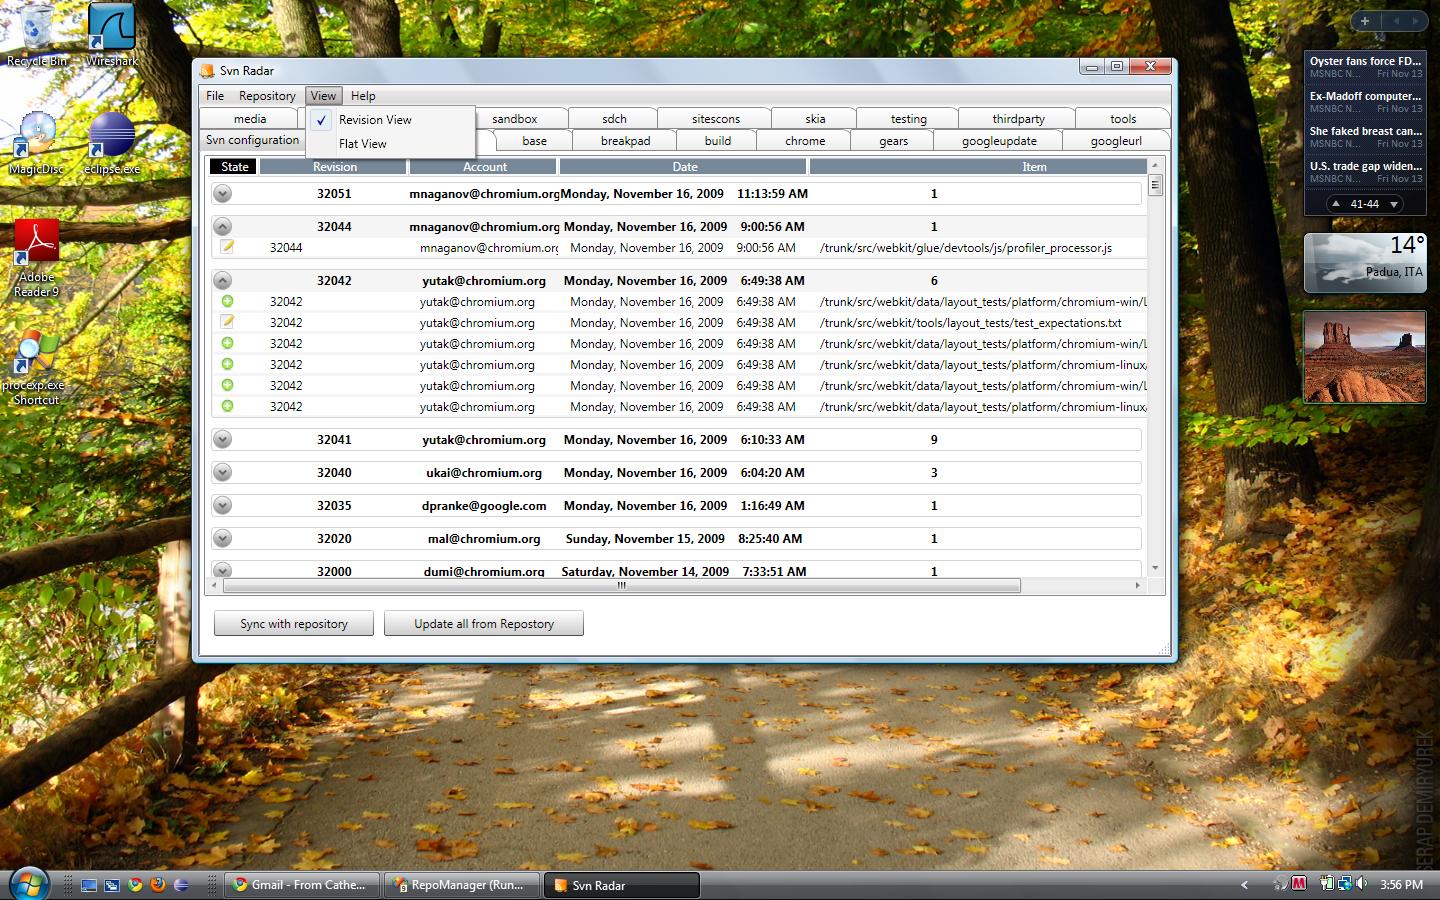 Recycle Bin
Wireshark
MagicDisc
eclipse.exe
Adobe
Reader 9
procexp.exe -
Shortcut
Svn Radar
File Repository View Help
Revision View
Flat View
media sandbox sdch sitescons skia testing thirdparty tools
Svn configuration base breakpad build chrome gears googleupdate googleurl
State Revision Account Date Item
32051 mnaganov@chromium.org Monday, November 16, 2009 11:13:59 AM 1
32044 mnaganov@chromium.org Monday, November 16, 2009 9:00:56 AM 1
32044 mnaganov@chromium.org Monday, November 16, 2009 9:00:56 AM /trunk/src/webkit/glue/devtools/js/profiler_processor.js
32042 yutak@chromium.org Monday, November 16, 2009 6:49:38 AM 6
32042 yutak@chromium.org Monday, November 16, 2009 6:49:38 AM /trunk/src/webkit/data/layout_tests/platform/chromium-win/L
32042 yutak@chromium.org Monday, November 16, 2009 6:49:38 AM /trunk/src/webkit/tools/layout_tests/test_expectations.txt
32042 yutak@chromium.org Monday, November 16, 2009 6:49:38 AM /trunk/src/webkit/data/layout_tests/platform/chromium-win/L
32042 yutak@chromium.org Monday, November 16, 2009 6:49:38 AM /trunk/src/webkit/data/layout_tests/platform/chromium-linux/
32042 yutak@chromium.org Monday, November 16, 2009 6:49:38 AM /trunk/src/webkit/data/layout_tests/platform/chromium-win/L
32042 yutak@chromium.org Monday, November 16, 2009 6:49:38 AM /trunk/src/webkit/data/layout_tests/platform/chromium-linux/
32041 yutak@chromium.org Monday, November 16, 2009 6:10:33 AM 9
32040 ukai@chromium.org Monday, November 16, 2009 6:04:20 AM 3
32035 dpranke@google.com Monday, November 16, 2009 1:16:49 AM 1
32020 mal@chromium.org Sunday, November 15, 2009 8:25:40 AM 1
32000 dumi@chromium.org Saturday, November 14, 2009 7:33:51 AM 1
Sync with repository Update all from Repostory
Oyster fans force FD...
MSNBC N... Fri Nov 13
Ex-Madoff computer...
MSNBC N... Fri Nov 13
She faked breast can...
MSNBC N... Fri Nov 13
U.S. trade gap widen...
MSNBC N... Fri Nov 13
41-44
14°
Padua, ITA
SERAP DEMIRYUREK
Gmail - From Cathe... RepoManager (Run... Svn Radar 3:56 PM